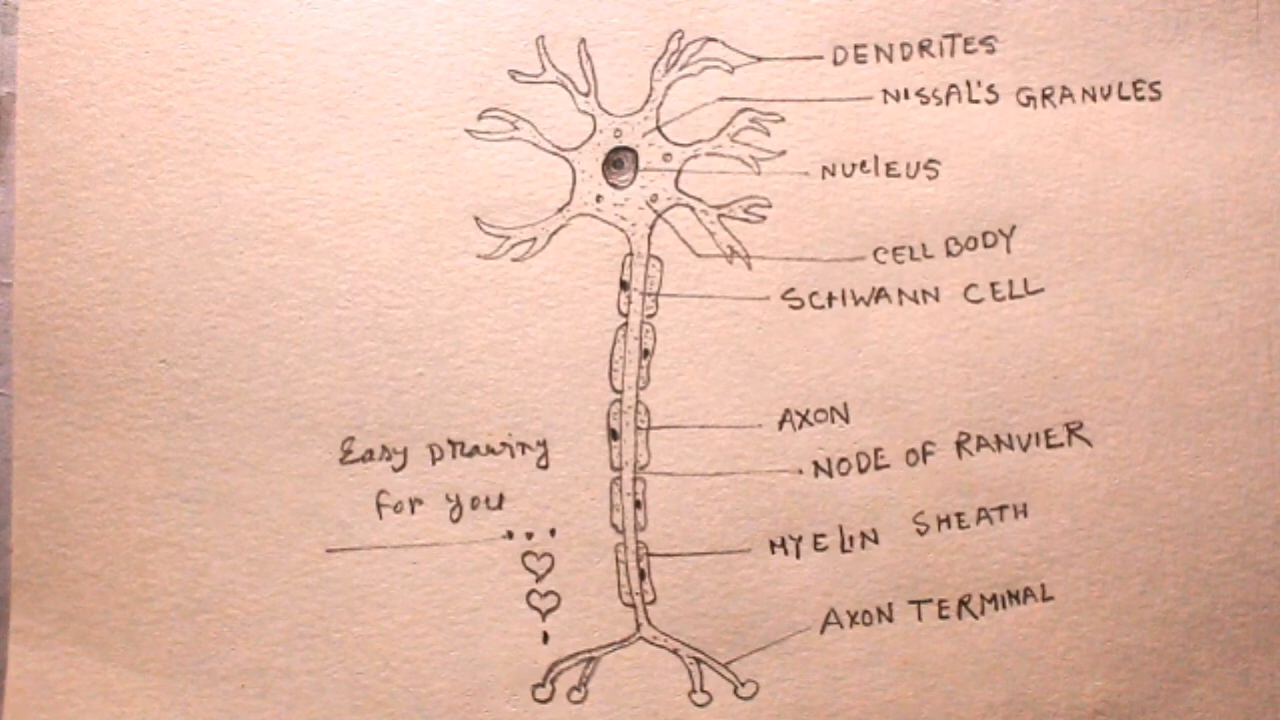 DENDRITES
NISSAL'S GRANULES
NUCLEUS
CELL BODY
SCHWANN CELL
AXON
NODE OF RANVIER
Easy Drawing
for you
MYELIN SHEATH
AXON TERMINAL